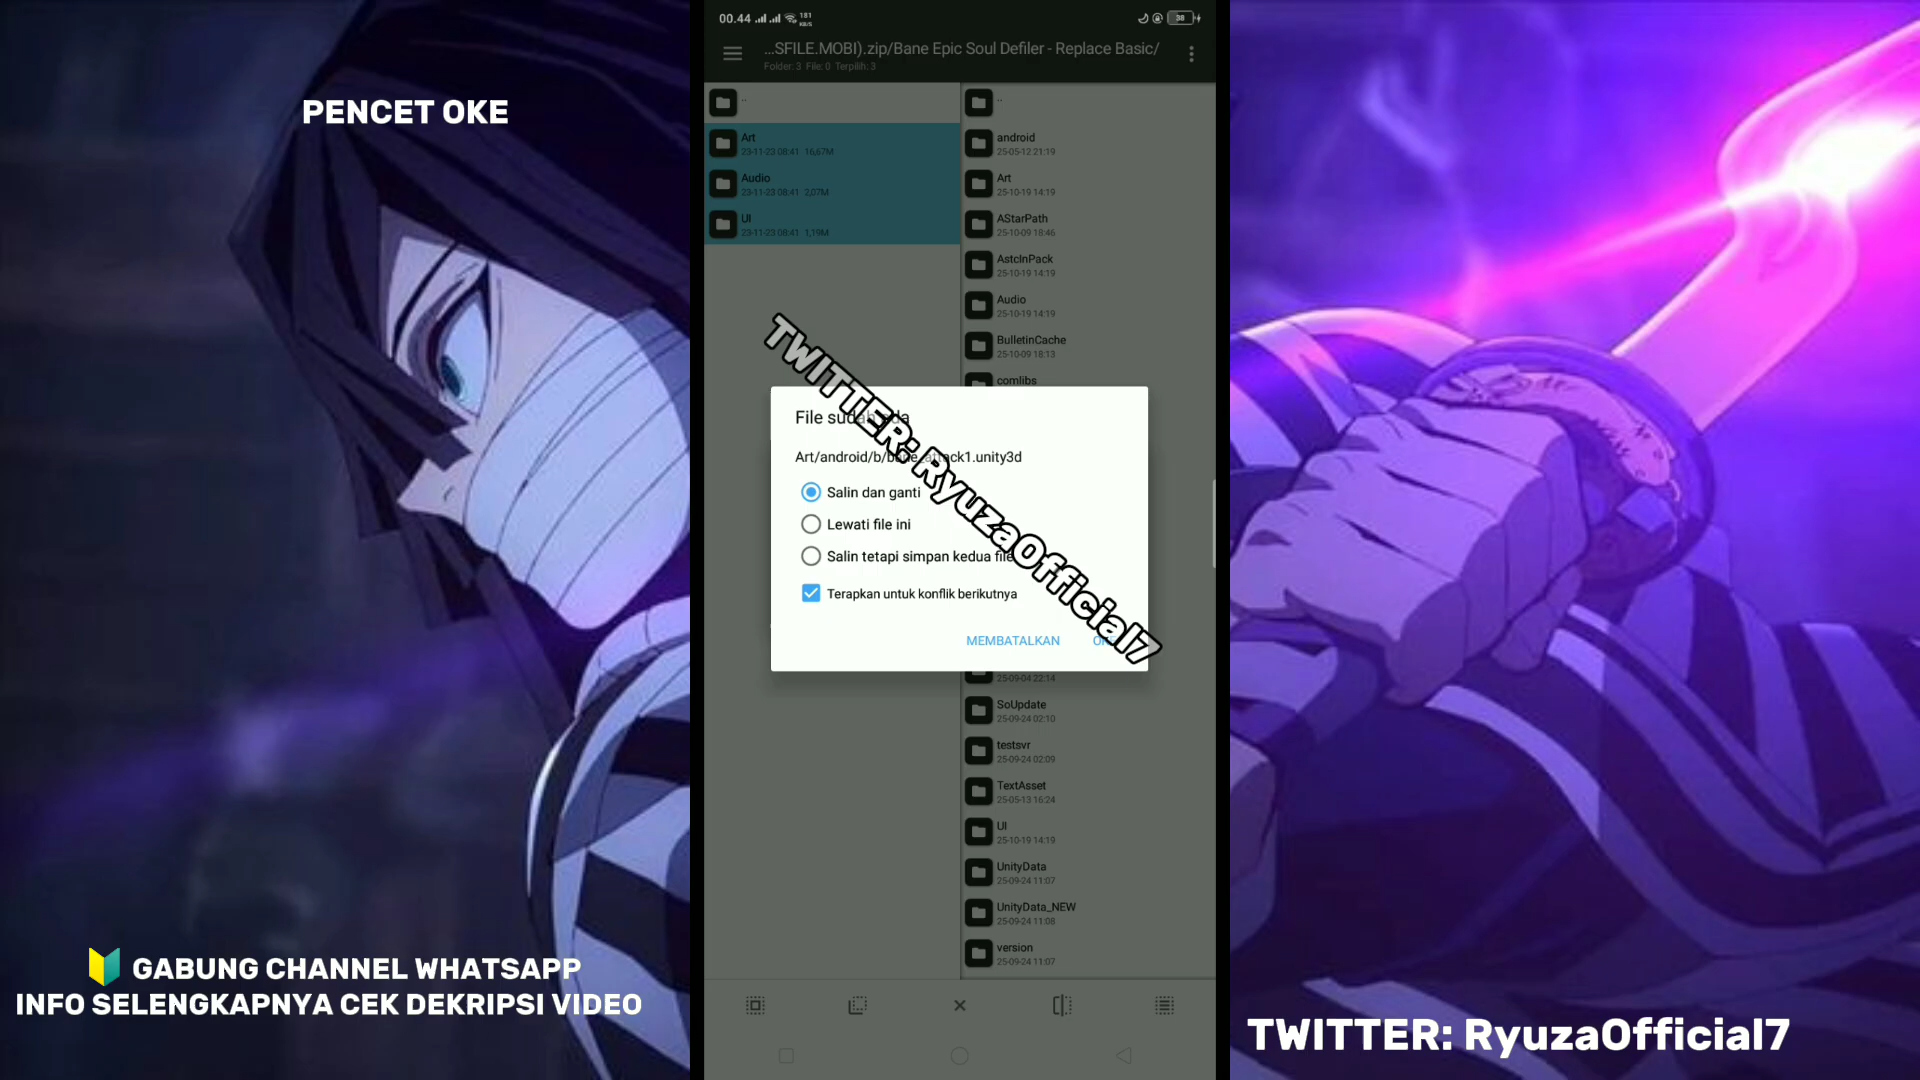 PENCET OKE
00.44
181
KB/S
38
...SFILE.MOBI).zip/Bane Epic Soul Defiler - Replace Basic/
Folder: 3 File: 0 Terpilih: 3
..
Art
23-11-23 08:41 16,67M
Audio
23-11-23 08:41 2,07M
UI
23-11-23 08:41 1,19M
..
android
25-05-12 21:19
Art
25-10-19 14:19
AStarPath
25-10-09 18:46
AstcInPack
25-10-19 14:19
Audio
25-10-19 14:19
BulletinCache
25-10-09 18:13
comlibs
File sudah ada
Art/android/b/bane_attack1.unity3d
Salin dan ganti
Lewati file ini
Salin tetapi simpan kedua file
Terapkan untuk konflik berikutnya
MEMBATALKAN
TWITTER: RyuzaOfficial7
25-09-04 22:14
SoUpdate
25-09-24 02:10
testsvr
25-09-24 02:09
TextAsset
25-05-13 16:24
UI
25-10-19 14:19
UnityData
25-09-24 11:07
UnityData_NEW
25-09-24 11:08
version
25-09-24 11:07
GABUNG CHANNEL WHATSAPP
INFO SELENGKAPNYA CEK DEKRIPSI VIDEO
TWITTER: RyuzaOfficial7